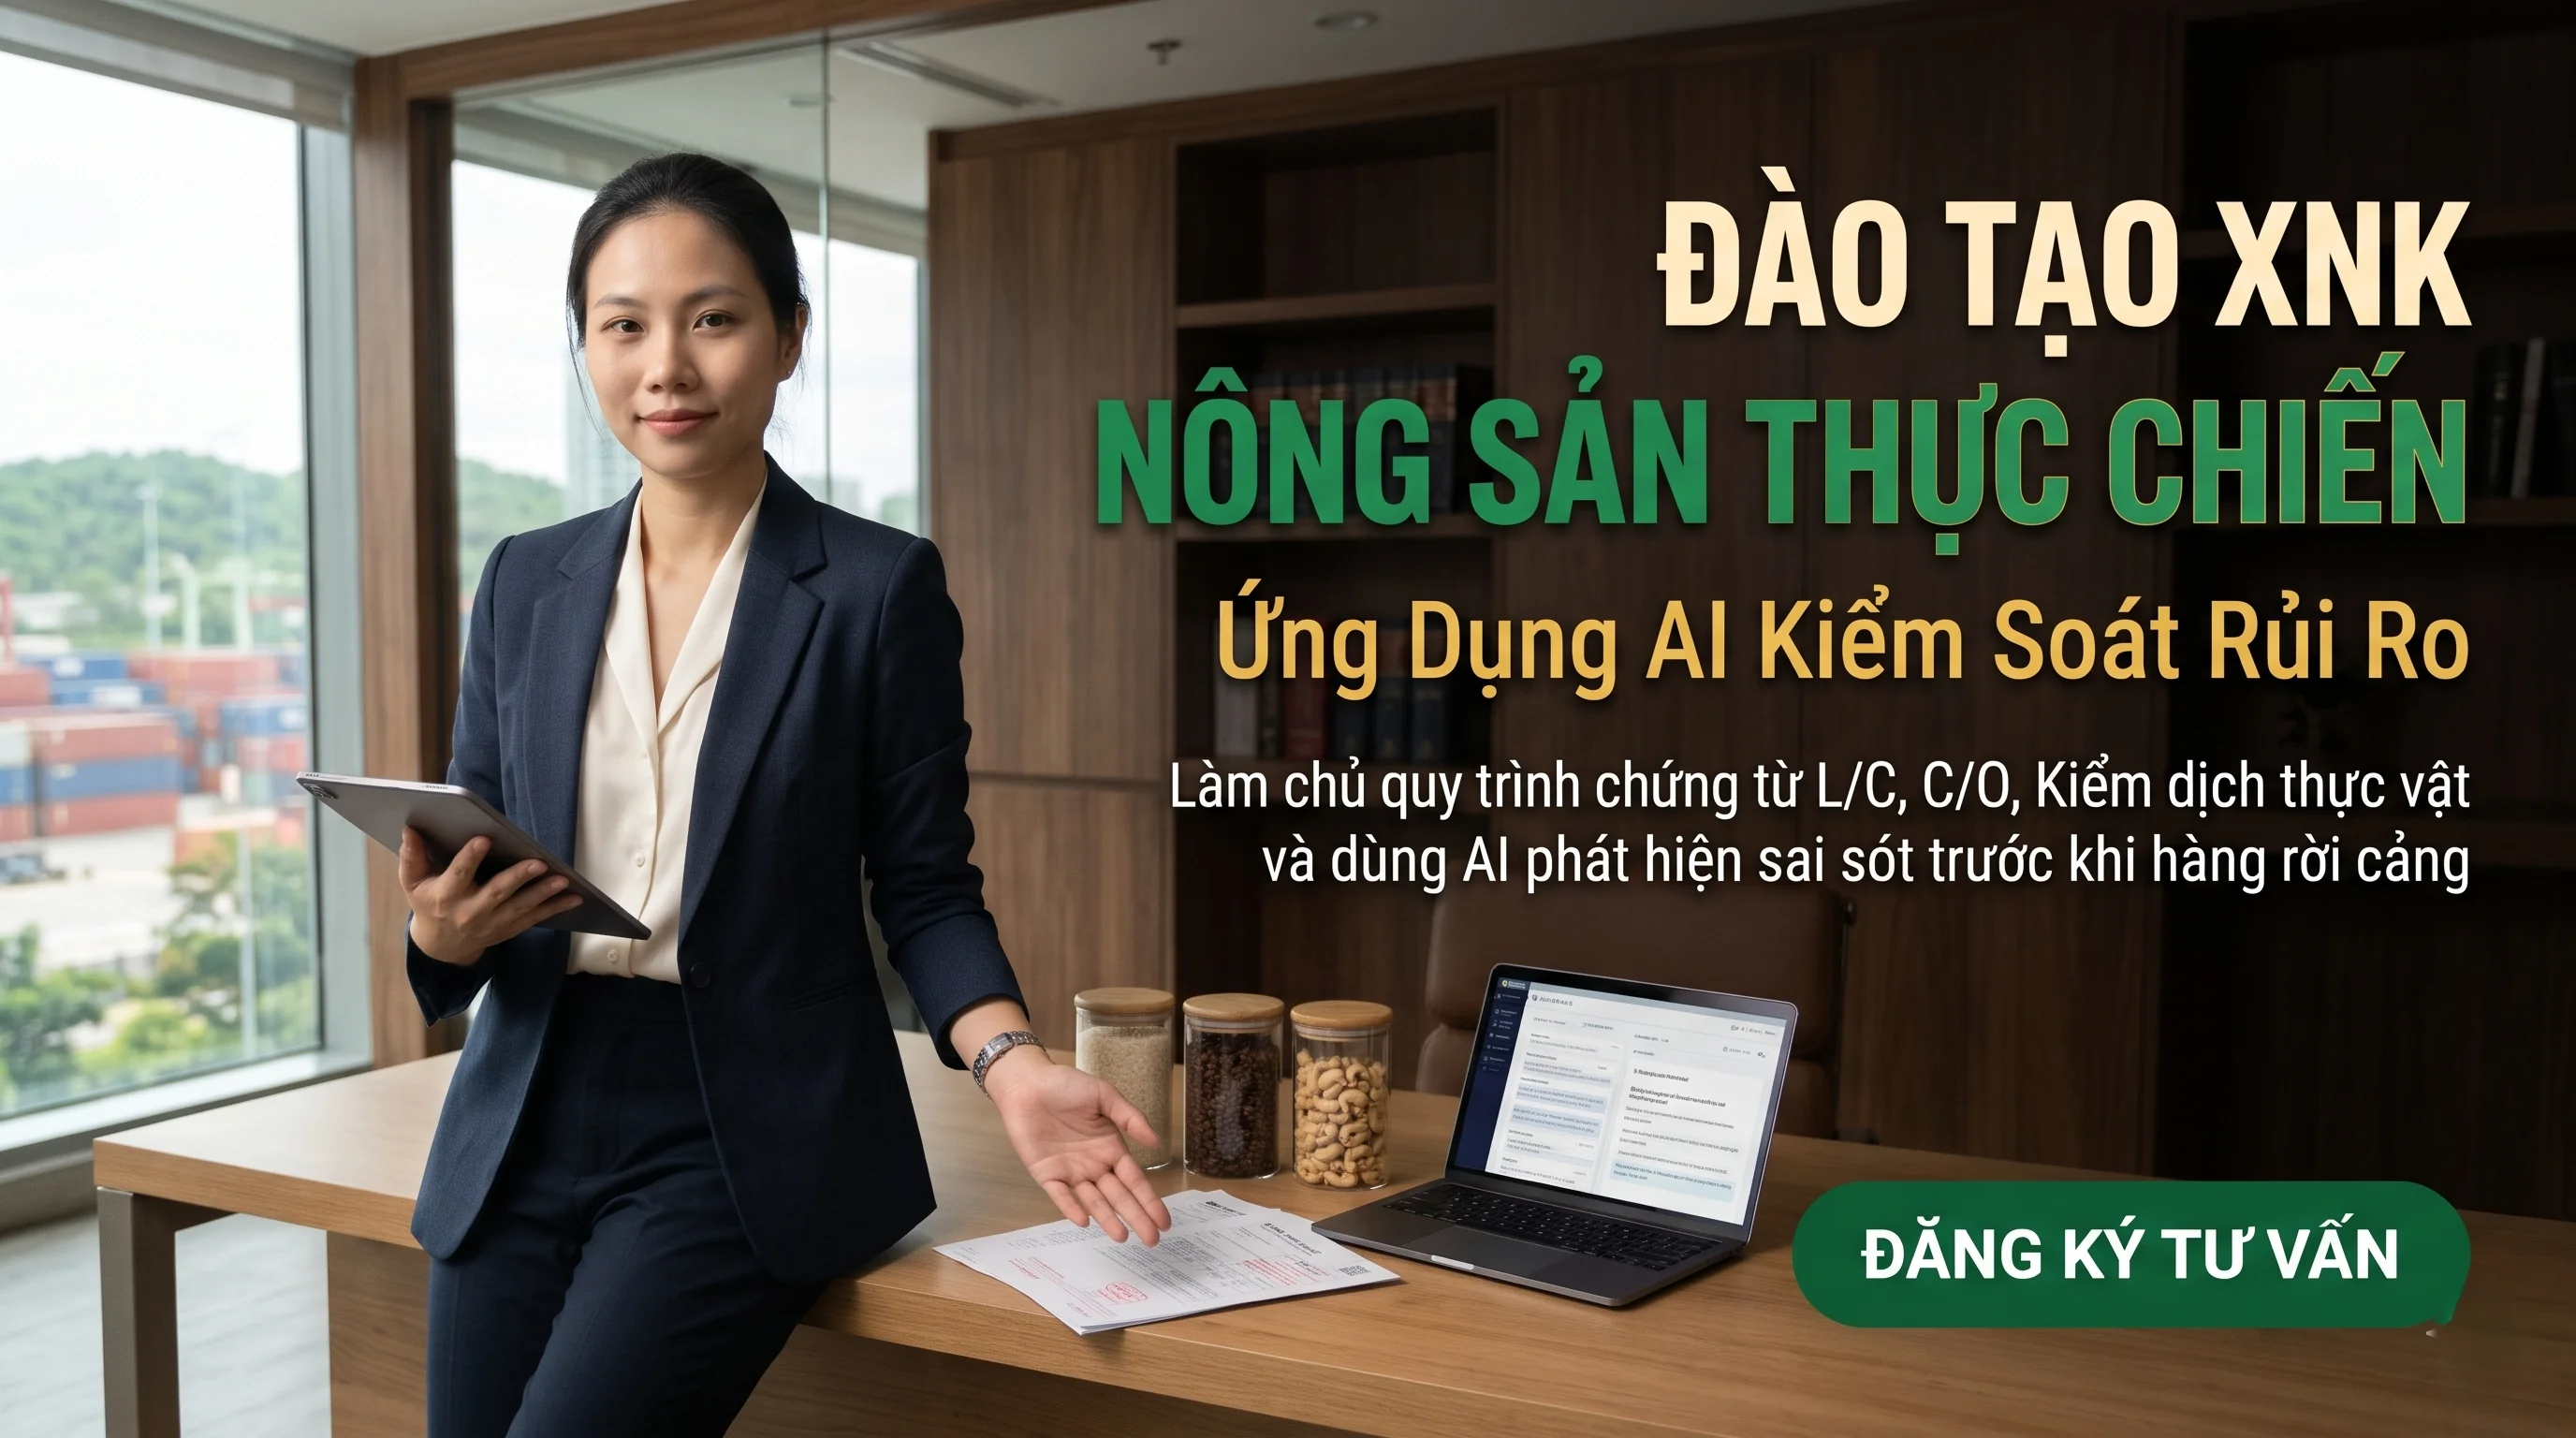 ĐÀO TẠO XNK
NÔNG SẢN THỰC CHIẾN
Ứng Dụng AI Kiểm Soát Rủi Ro
Làm chủ quy trình chứng từ L/C, C/O, Kiểm dịch thực vật
và dùng AI phát hiện sai sót trước khi hàng rời cảng
ĐĂNG KÝ TƯ VẤN